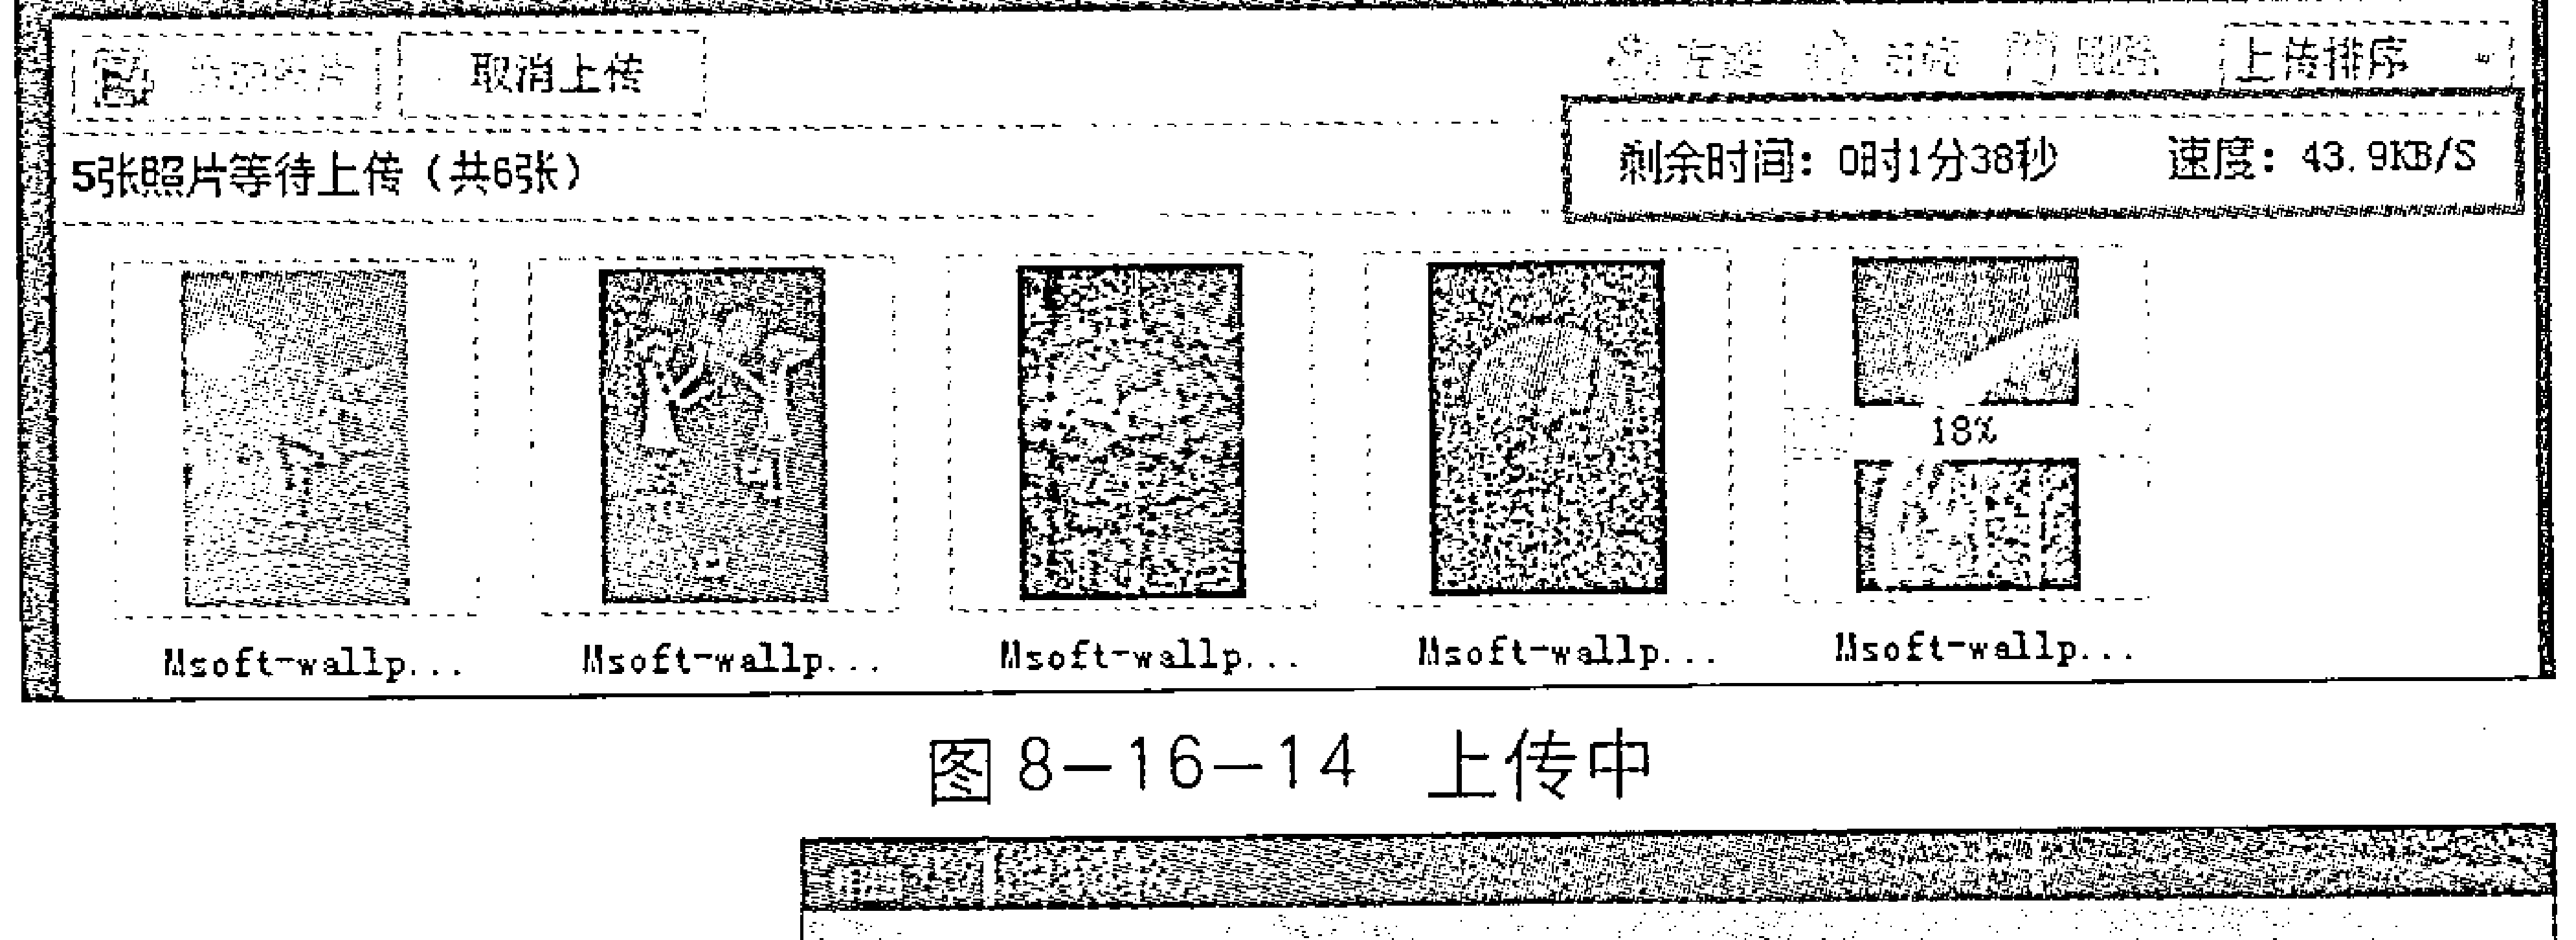 取消上传
上传排序
5张照片等待上传（共6张）
剩余时间：0时1分38秒 速度：43.9KB/S
18%
Msoft-wallp... Msoft-wallp... Msoft-wallp... Msoft-wallp... Msoft-wallp...
图 8-16-14 上传中